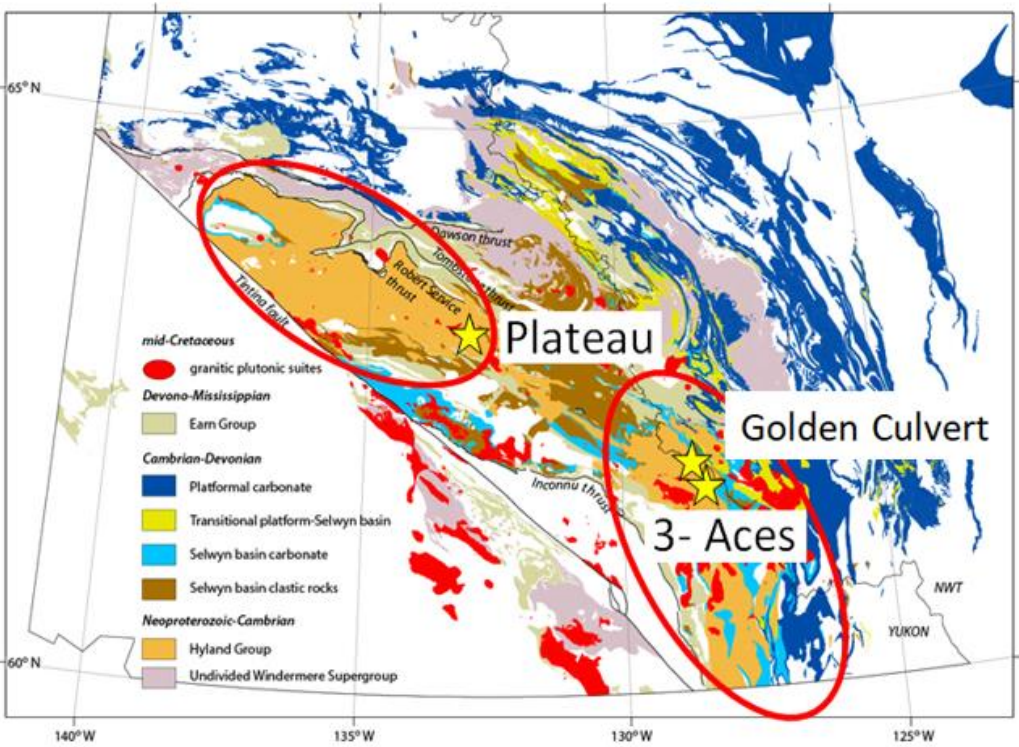 65° N
Dawson thrust
Tintina fault
Robert Service
thrust
Plateau
mid-Cretaceous
granitic plutonic suites
Devono-Mississippian
Earn Group
Golden Culvert
Cambrian-Devonian
Platformal carbonate
Inconnu thrust
Transitional platform-Selwyn basin
3- Aces
Selwyn basin carbonate
Selwyn basin clastic rocks
NWT
Neoproterozoic-Cambrian
YUKON
Hyland Group
60° N
Undivided Windermere Supergroup
140°W
135°W
130°W
125°W